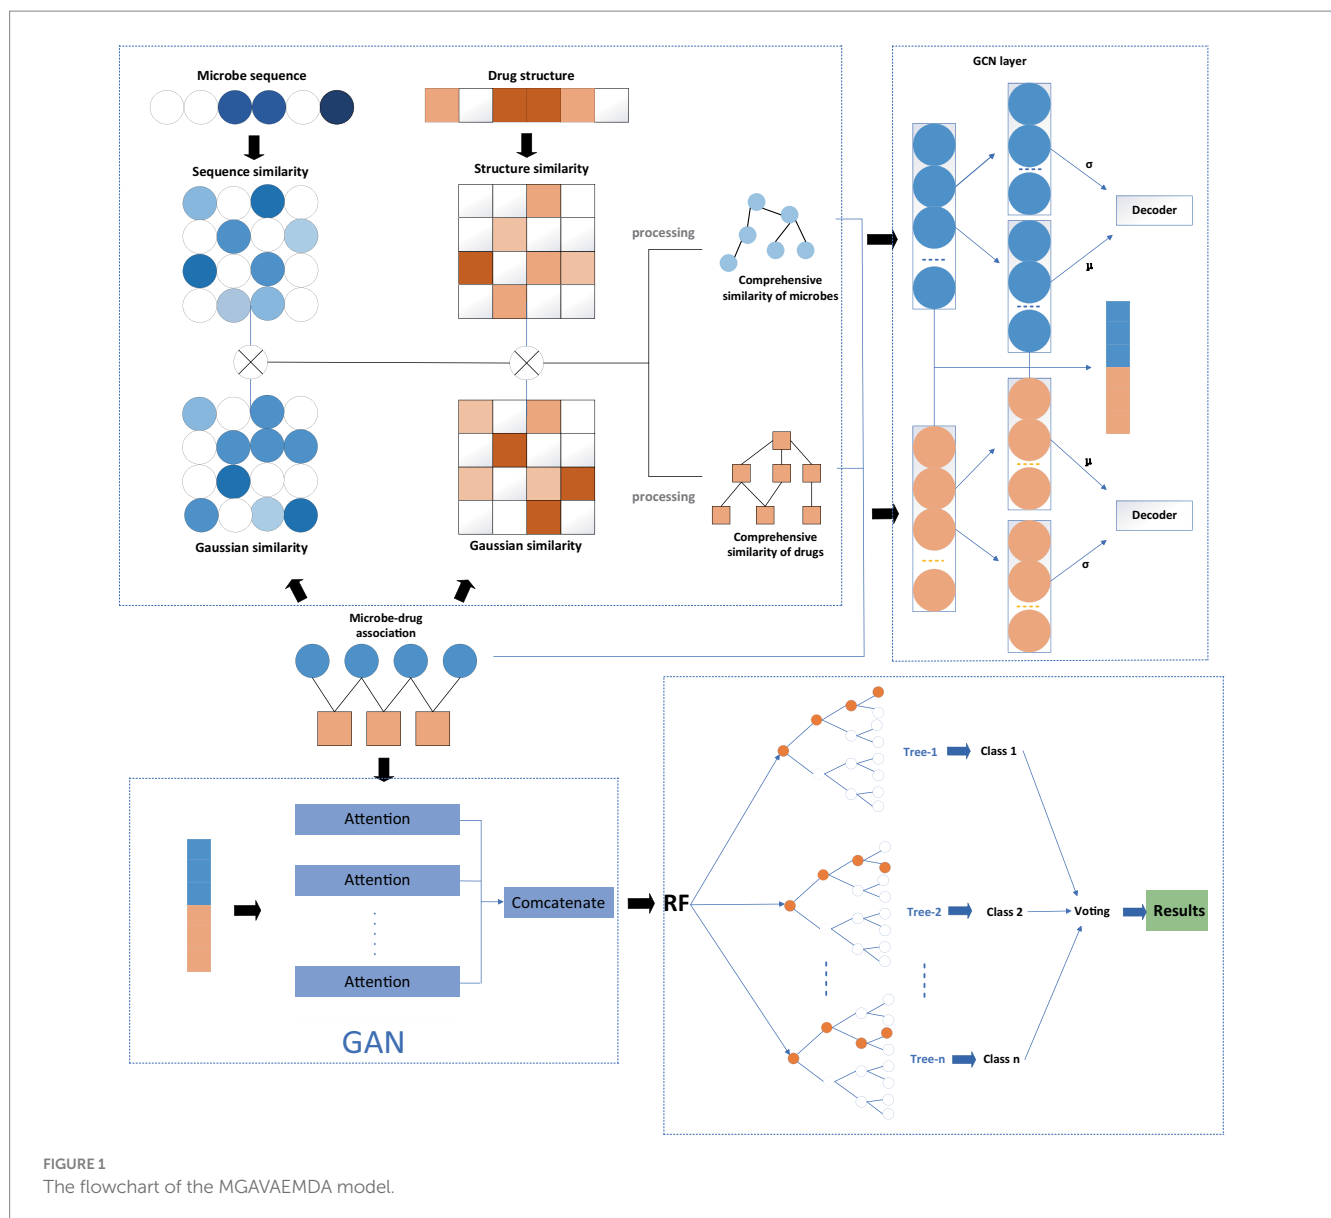 Microbe sequence
Drug structure
GCN layer
Sequence similarity
Structure similarity
σ
Decoder
processing
μ
Comprehensive
similarity of microbes
μ
processing
Decoder
Gaussian similarity
Gaussian similarity
Comprehensive
similarity of drugs
σ
Microbe-drug
association
Tree-1
Class 1
Attention
Attention
Comcatenate
RF
Tree-2
Class 2
Voting
Results
Attention
GAN
Tree-n
Class n
FIGURE 1
The flowchart of the MGAVAEMDA model.